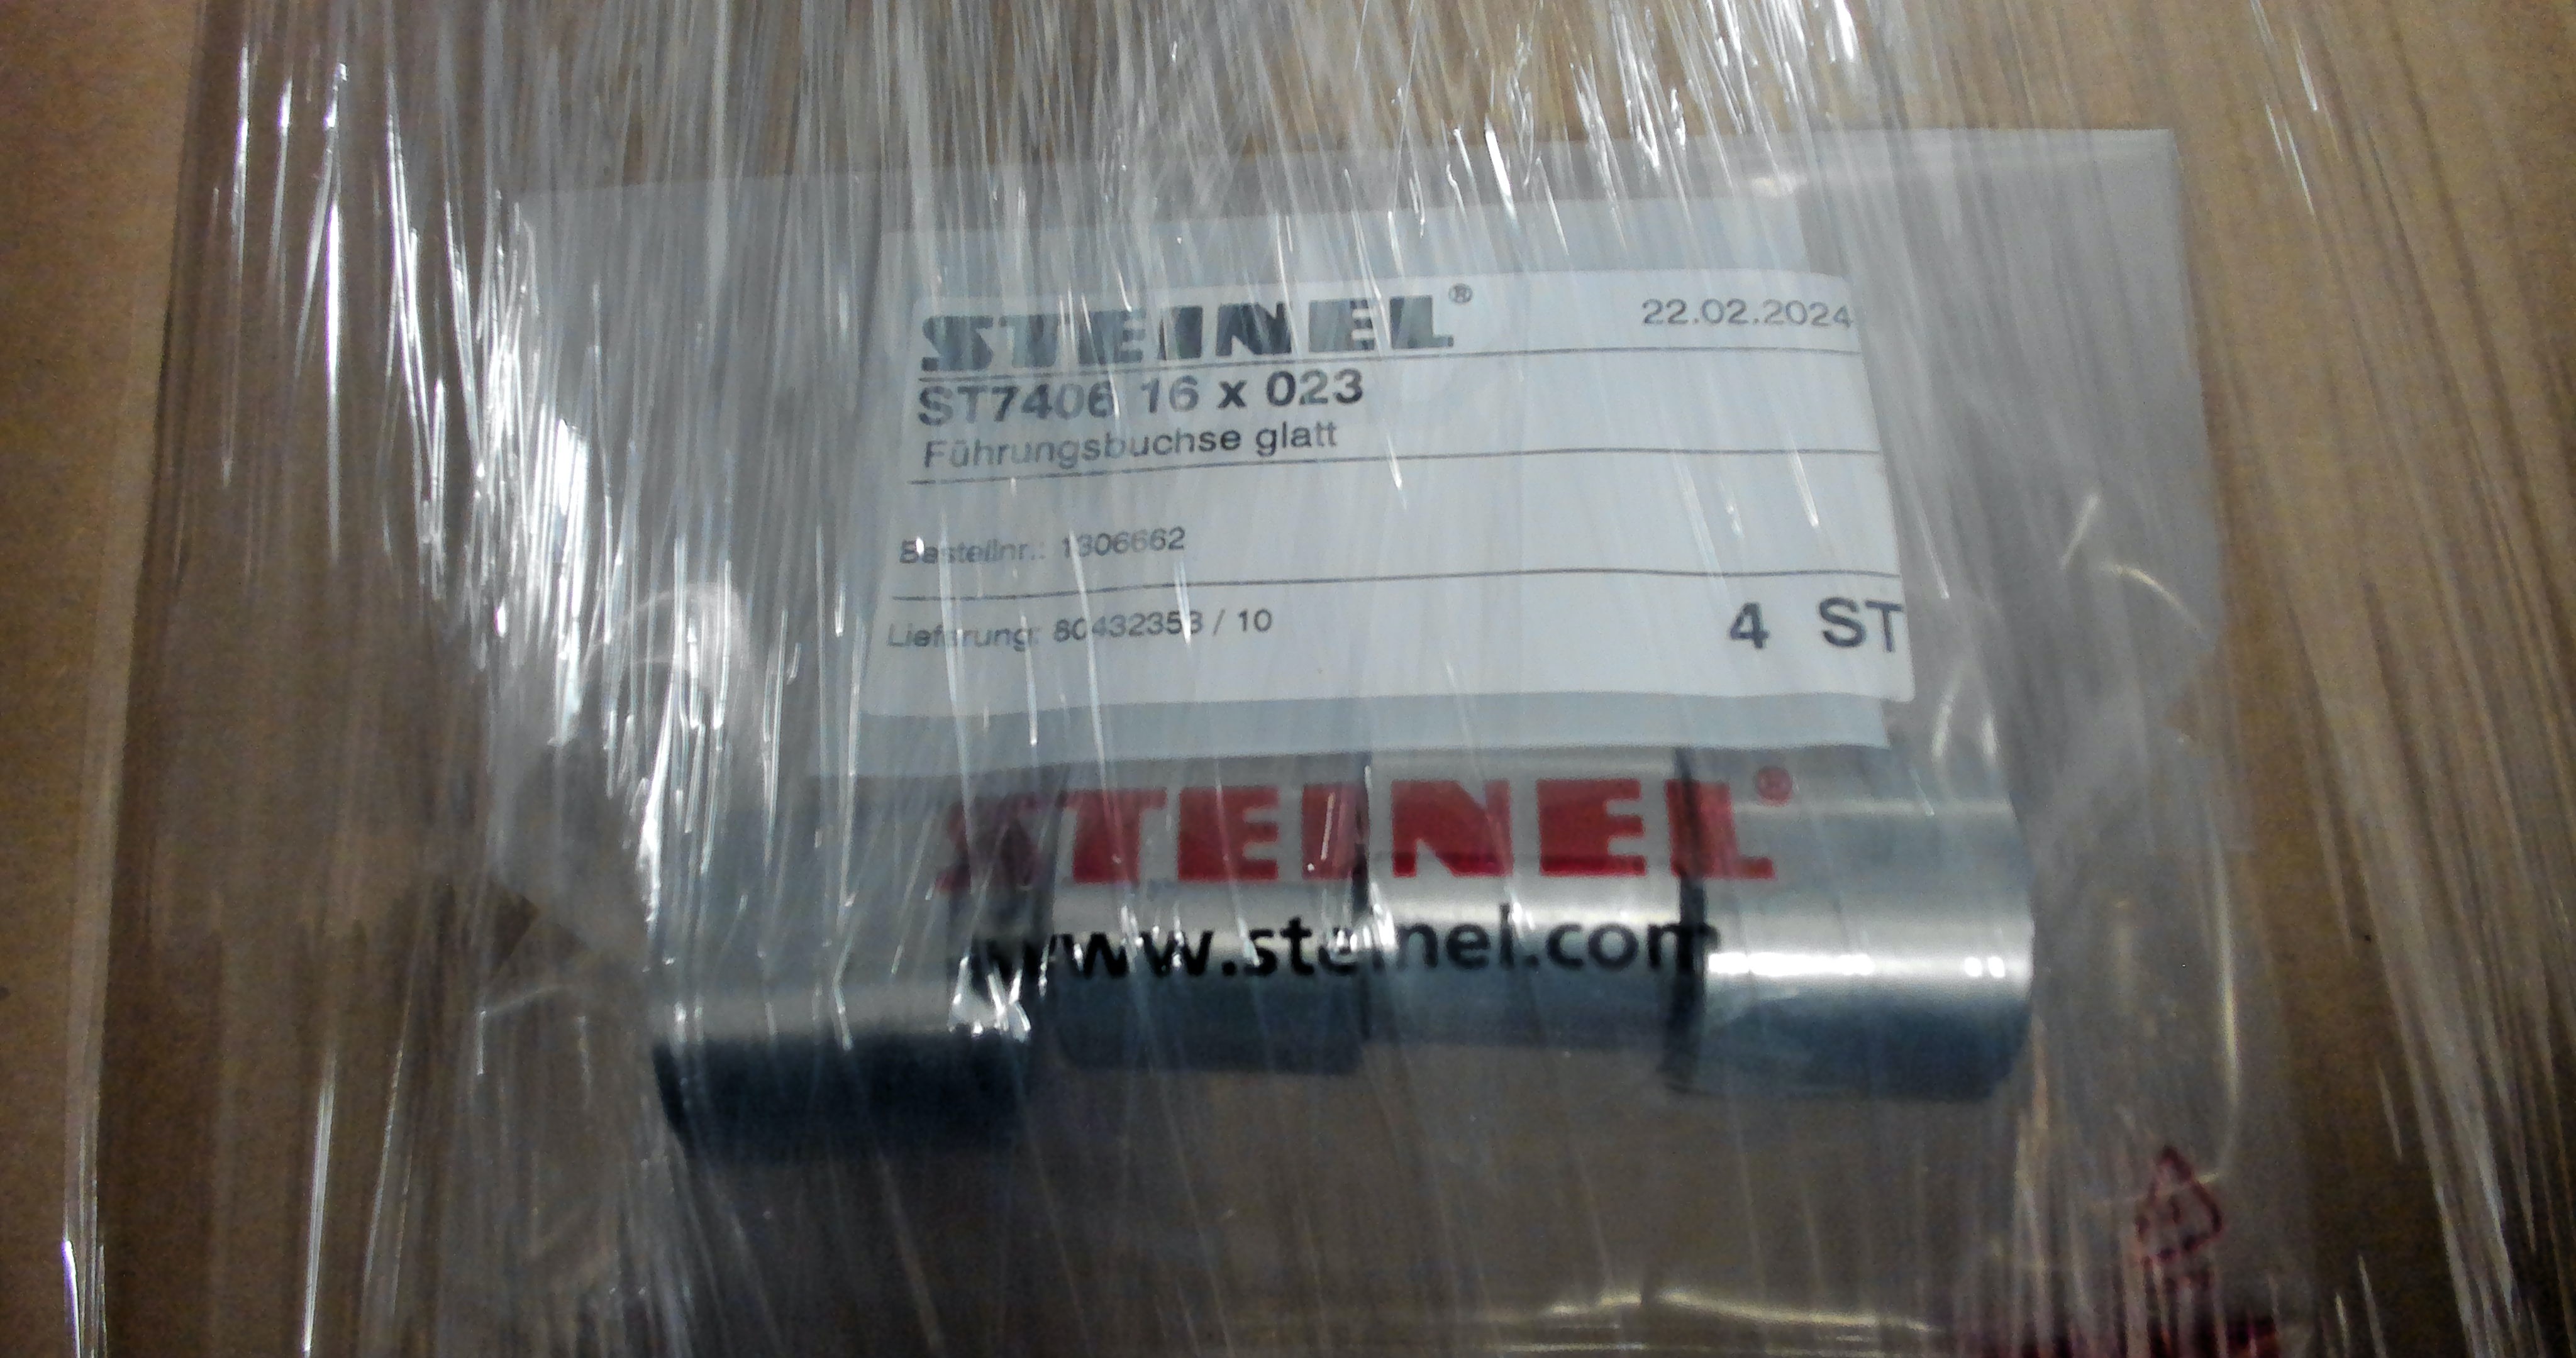 STEINEL® 22.02.2024
ST7406 16 x 023
Führungsbuchse glatt
Bestellnr.: 1306662
Lieferung: 80432353 / 10 4 ST
STEINEL®
www.steinel.com